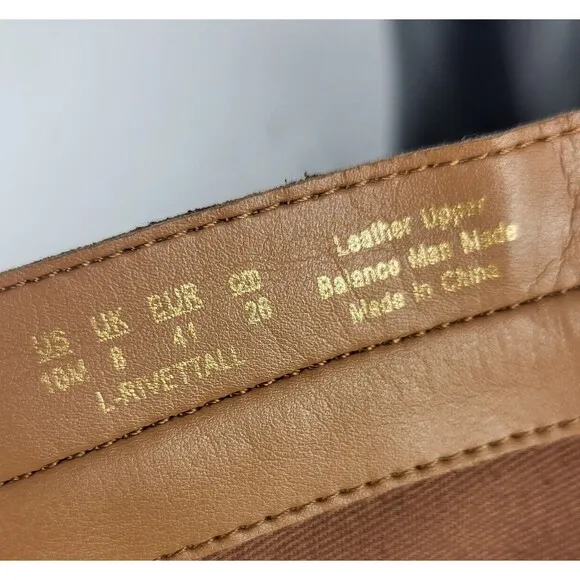 US UK EUR cm
10M 8 41 26
L-RIVETTALL
Leather Upper
Balance Man Made
Made in China